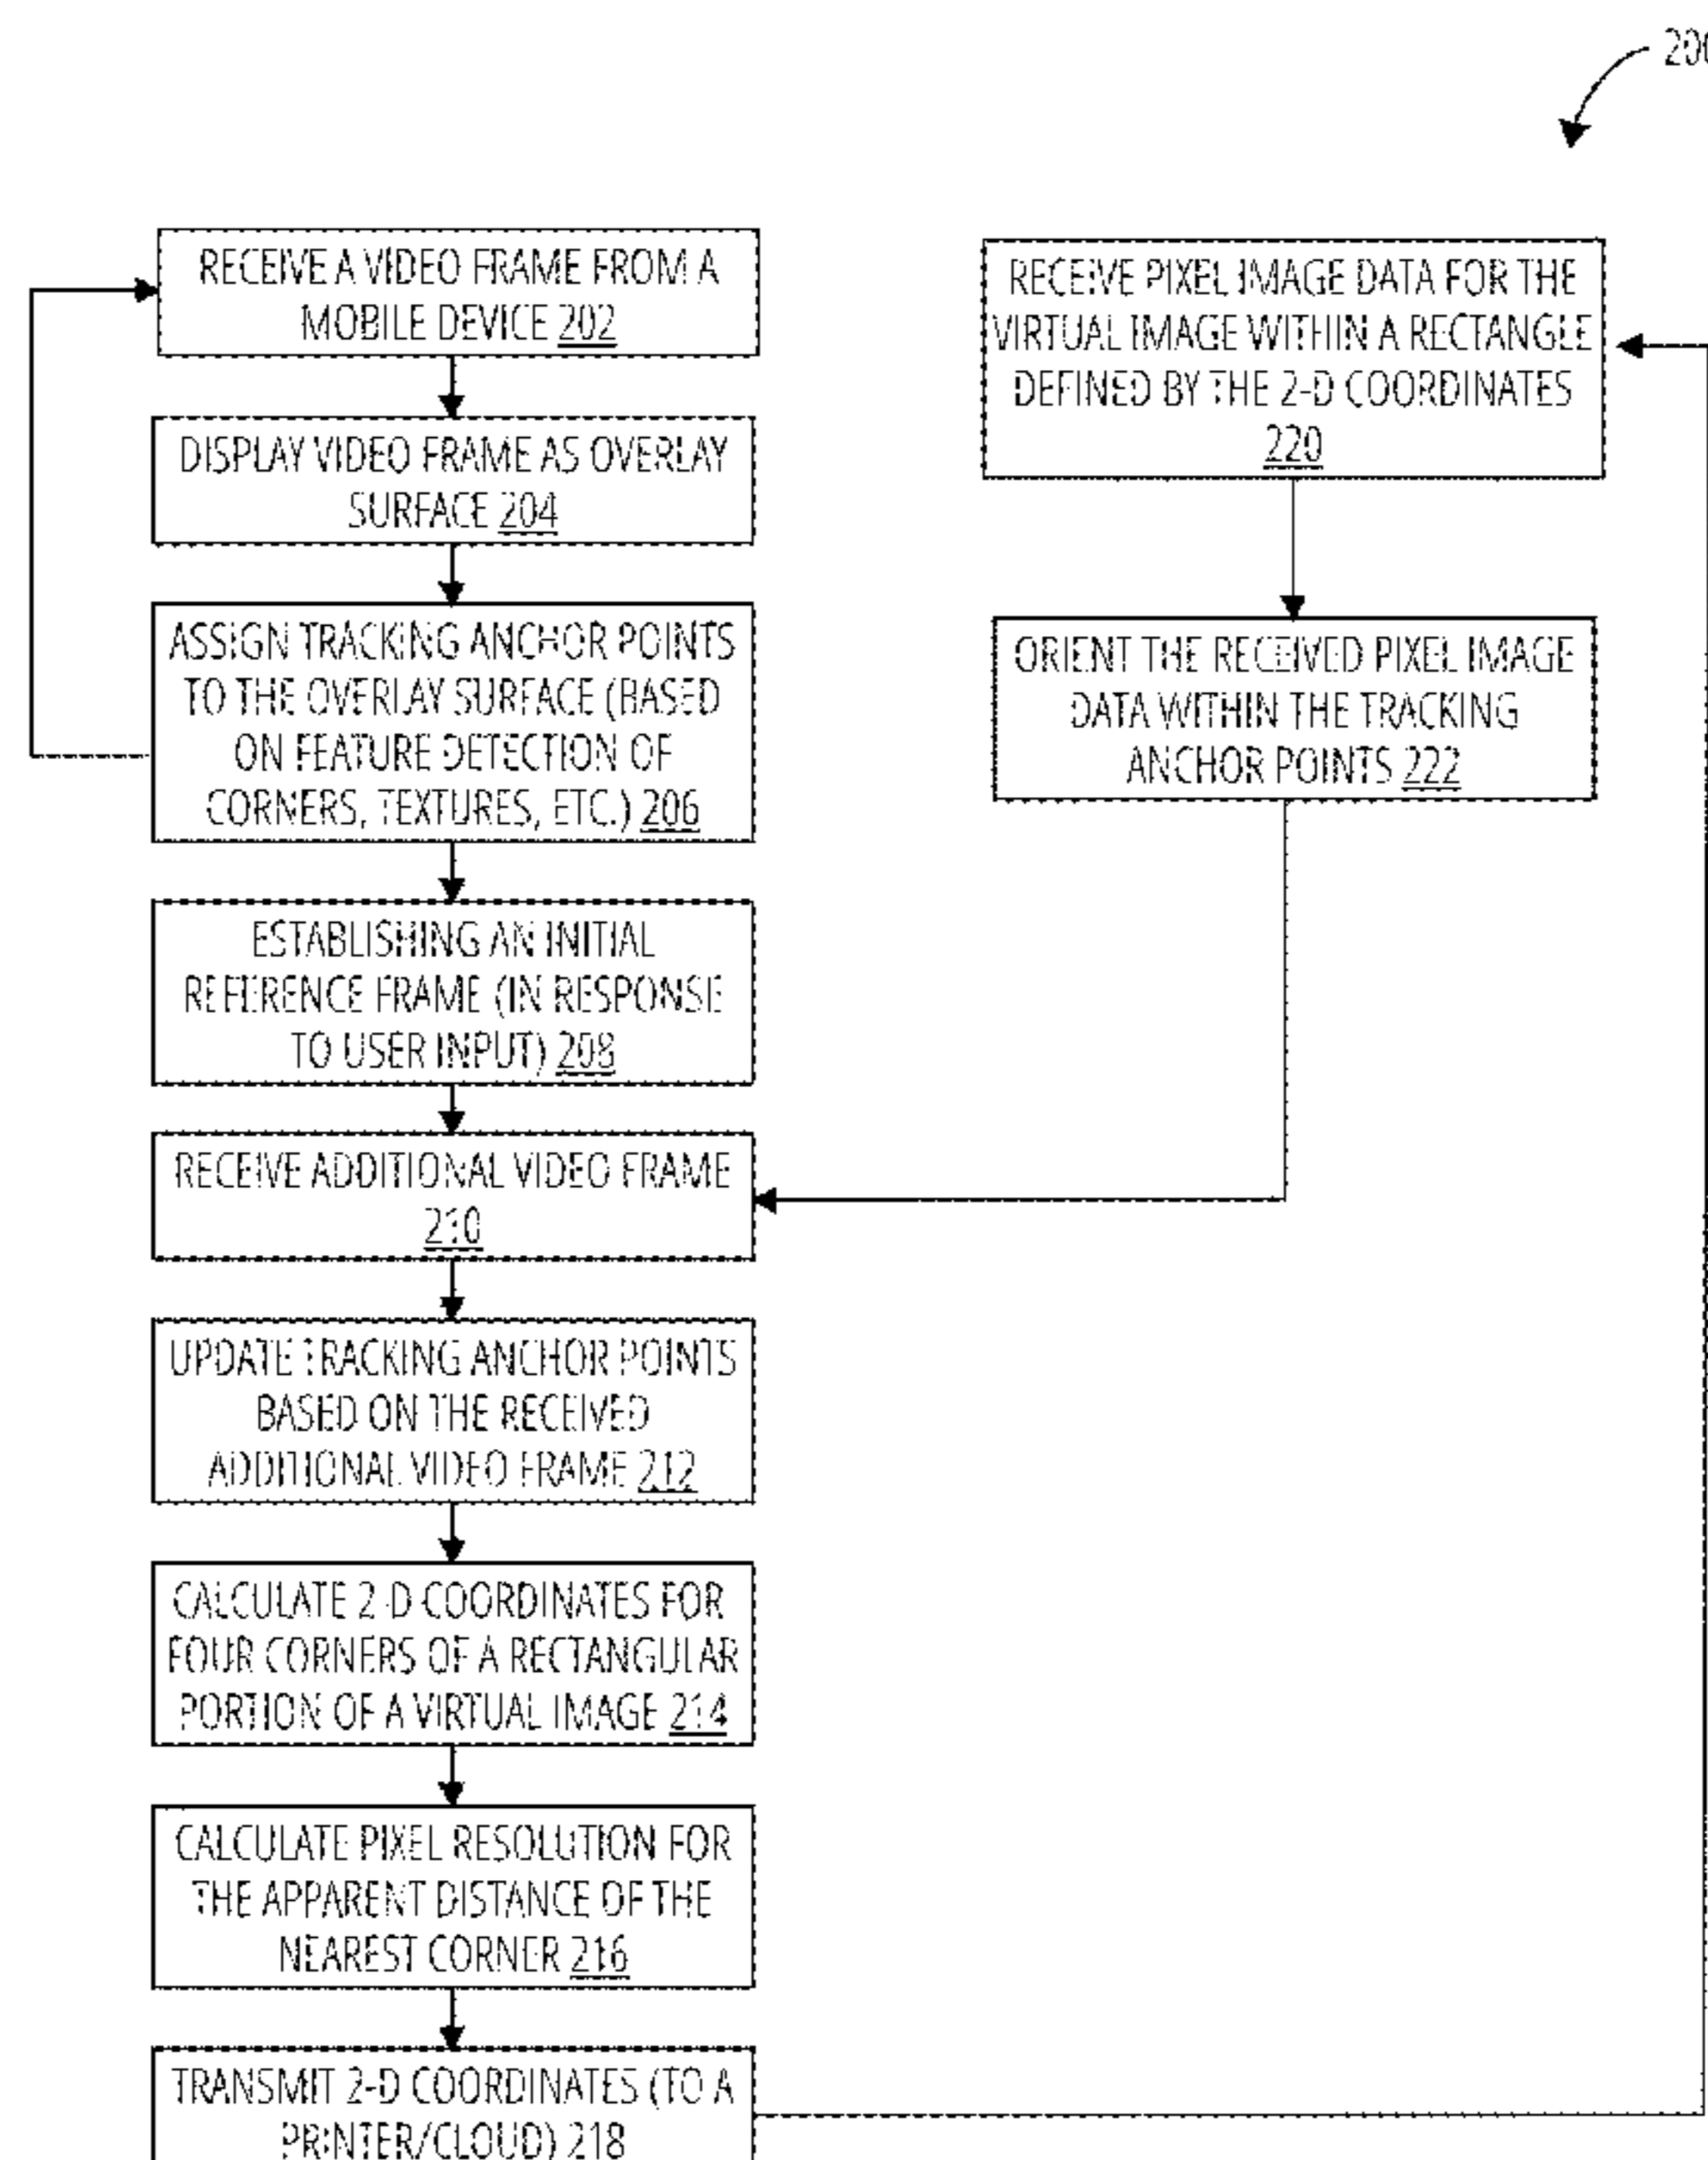 200
RECEIVE A VIDEO FRAME FROM A
MOBILE DEVICE 202
DISPLAY VIDEO FRAME AS OVERLAY
SURFACE 204
ASSIGN TRACKING ANCHOR POINTS
TO THE OVERLAY SURFACE (BASED
ON FEATURE DETECTION OF
CORNERS, TEXTURES, ETC.) 206
ESTABLISHING AN INITIAL
REFERENCE FRAME (IN RESPONSE
TO USER INPUT) 208
RECEIVE ADDITIONAL VIDEO FRAME
210
UPDATE TRACKING ANCHOR POINTS
BASED ON THE RECEIVED
ADDITIONAL VIDEO FRAME 212
CALCULATE 2-D COORDINATES FOR
FOUR CORNERS OF A RECTANGULAR
PORTION OF A VIRTUAL IMAGE 214
CALCULATE PIXEL RESOLUTION FOR
THE APPARENT DISTANCE OF THE
NEAREST CORNER 216
TRANSMIT 2-D COORDINATES (TO A
PRINTER/CLOUD) 218
RECEIVE PIXEL IMAGE DATA FOR THE
VIRTUAL IMAGE WITHIN A RECTANGLE
DEFINED BY THE 2-D COORDINATES
220
ORIENT THE RECEIVED PIXEL IMAGE
DATA WITHIN THE TRACKING
ANCHOR POINTS 222